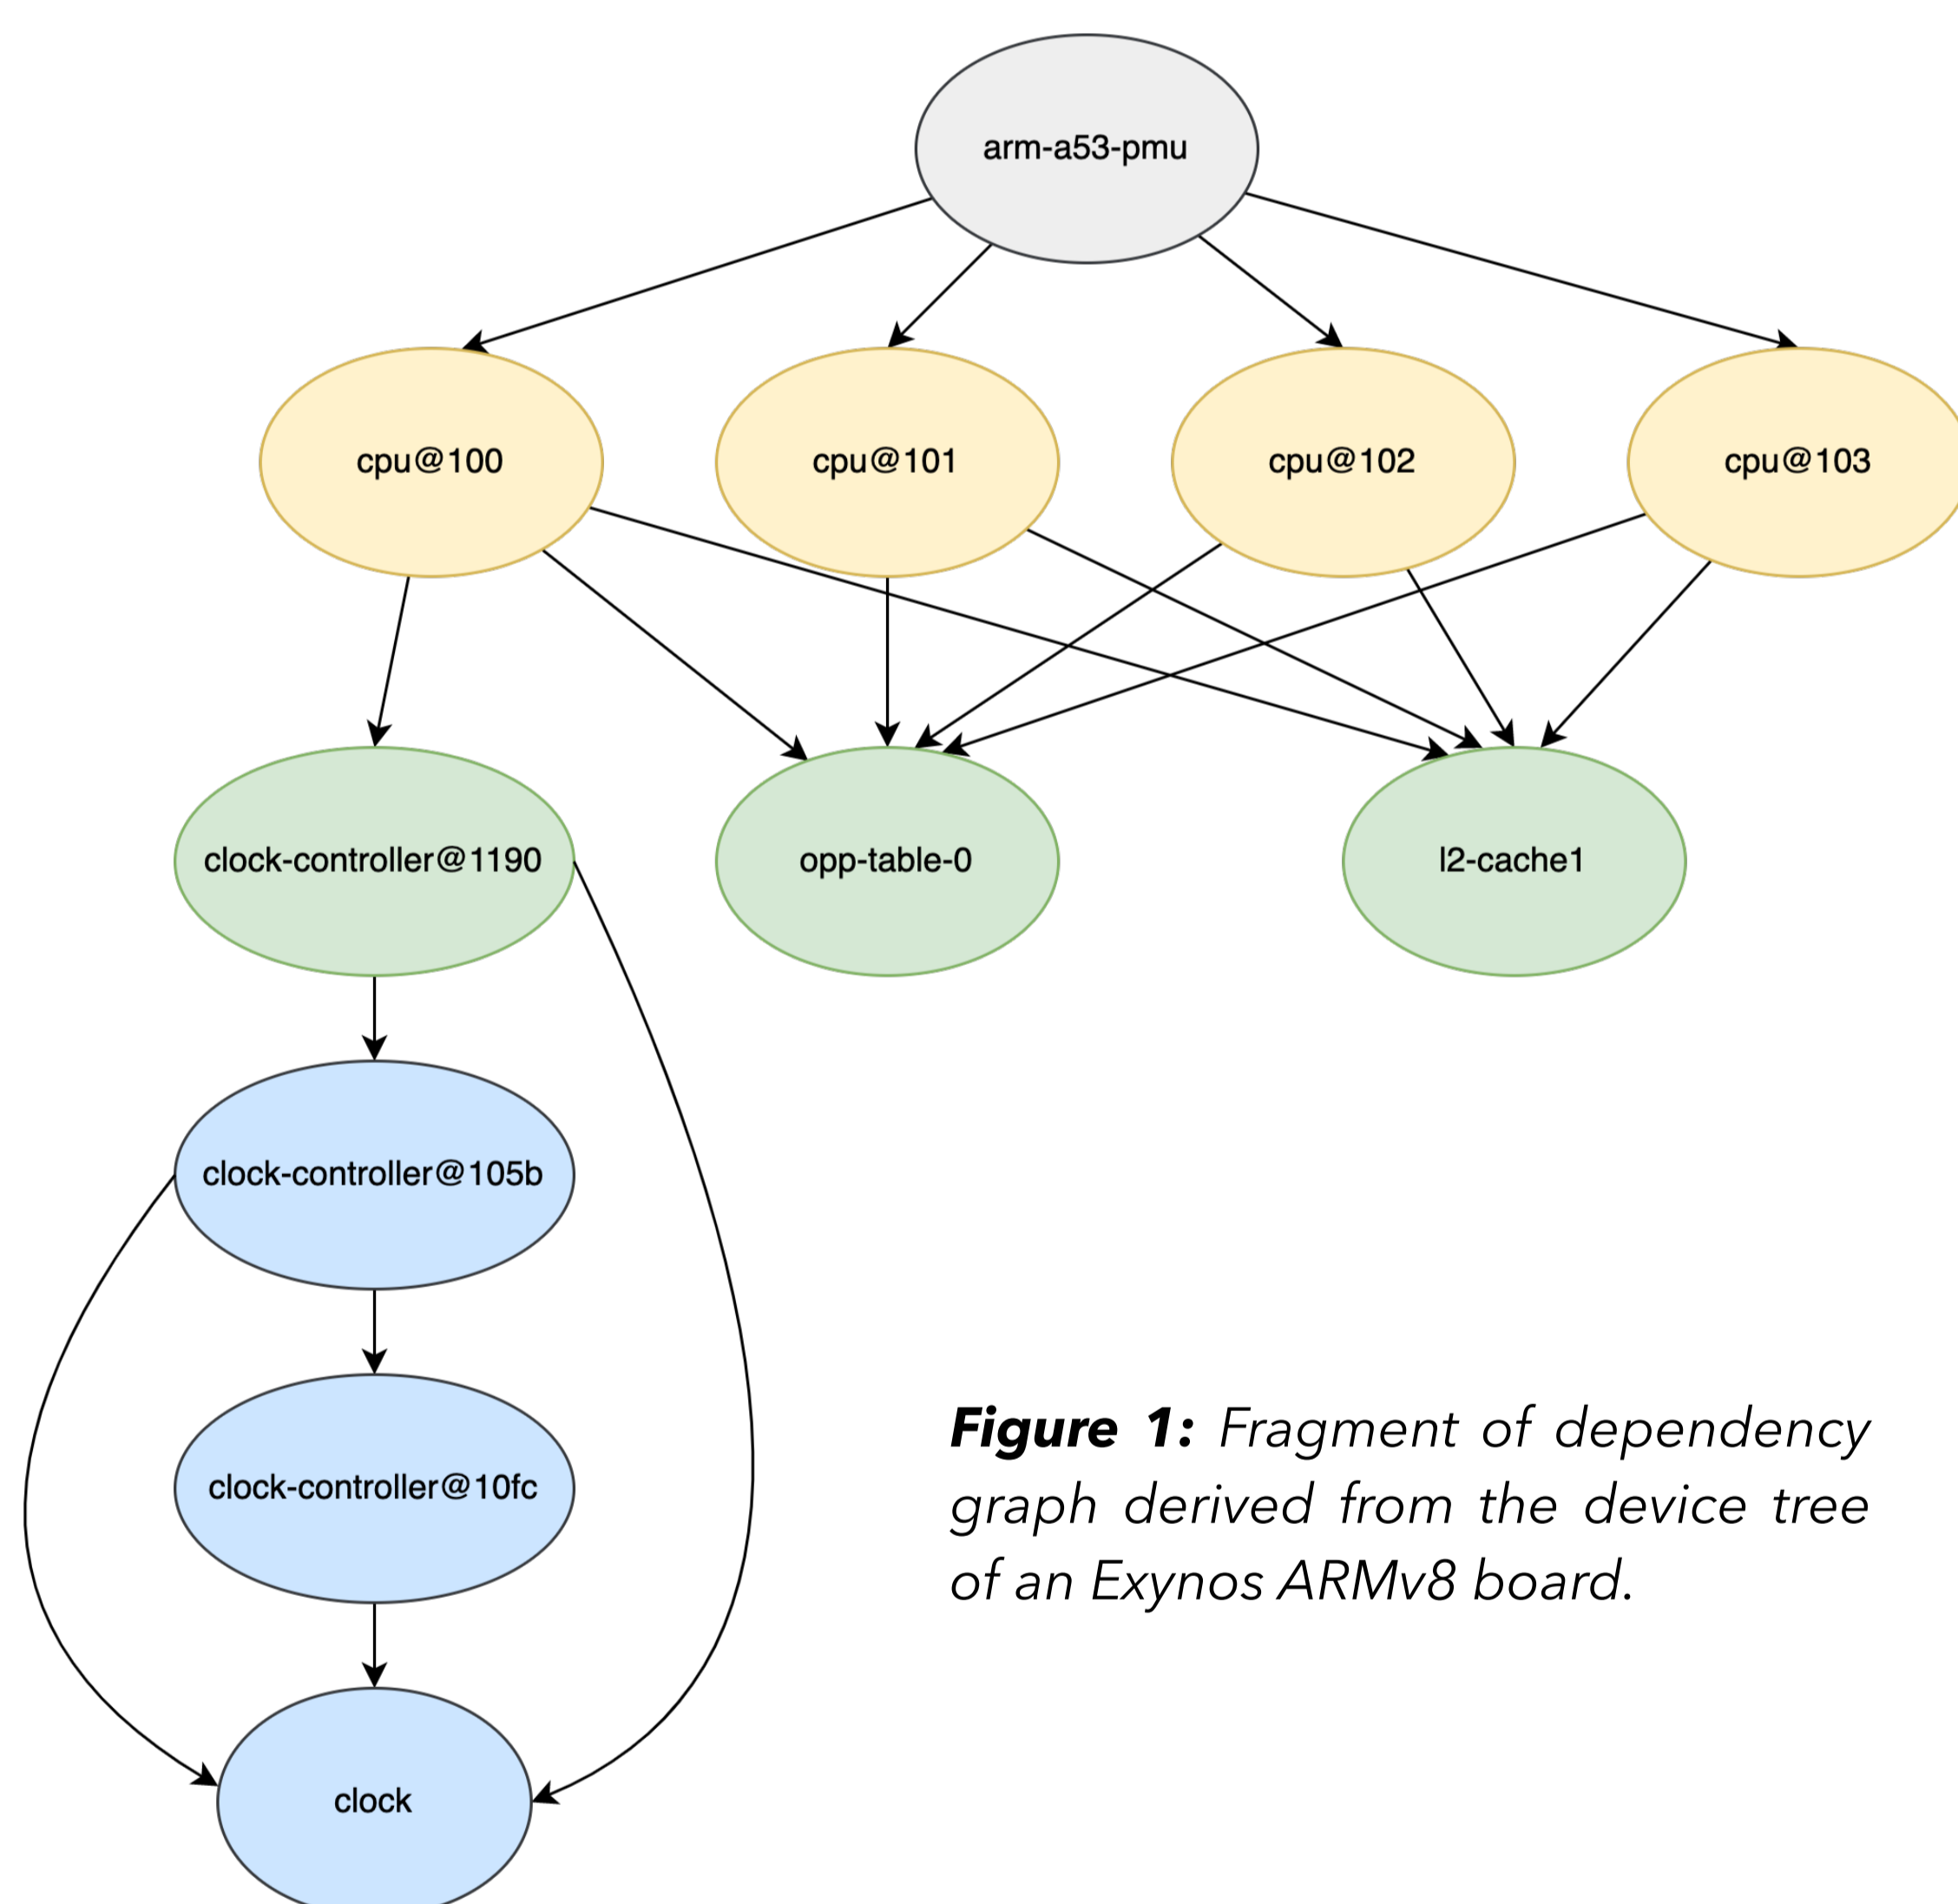 arm-a53-pmu
cpu@100
cpu@101
cpu@102
cpu@103
clock-controller@1190
opp-table-0
l2-cache1
clock-controller@105b
clock-controller@10fc
clock
Figure 1: Fragment of dependency
graph derived from the device tree
of an Exynos ARMv8 board.